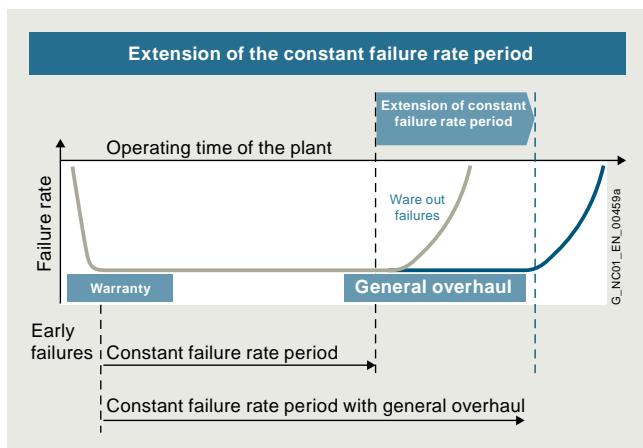 Extension of the constant failure rate period
Extension of constant
failure rate period
Operating time of the plant
Failure rate
Ware out
failures
G_NC01_EN_00459a
Warranty
General overhaul
Early
failures
Constant failure rate period
Constant failure rate period with general overhaul